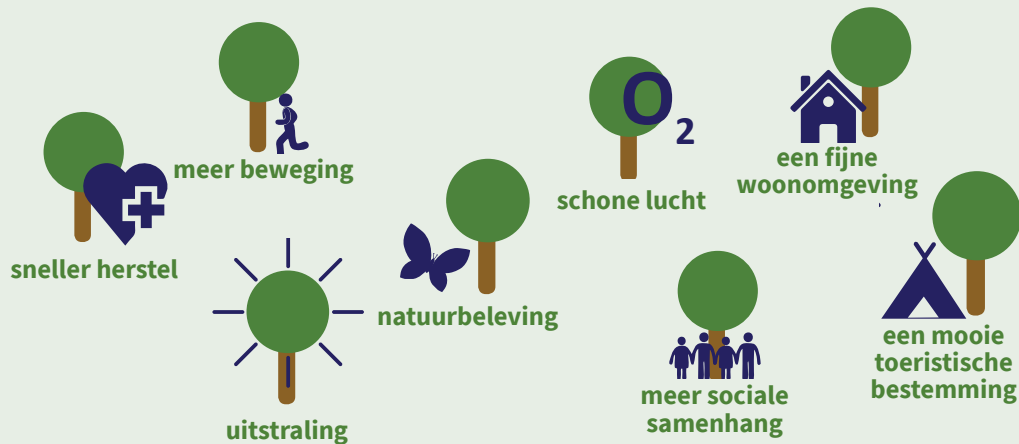 meer beweging
sneller herstel
uitstraling
natuurbeleving
O2
schone lucht
een fijne
woonomgeving
meer sociale
samenhang
een mooie
toeristische
bestemming